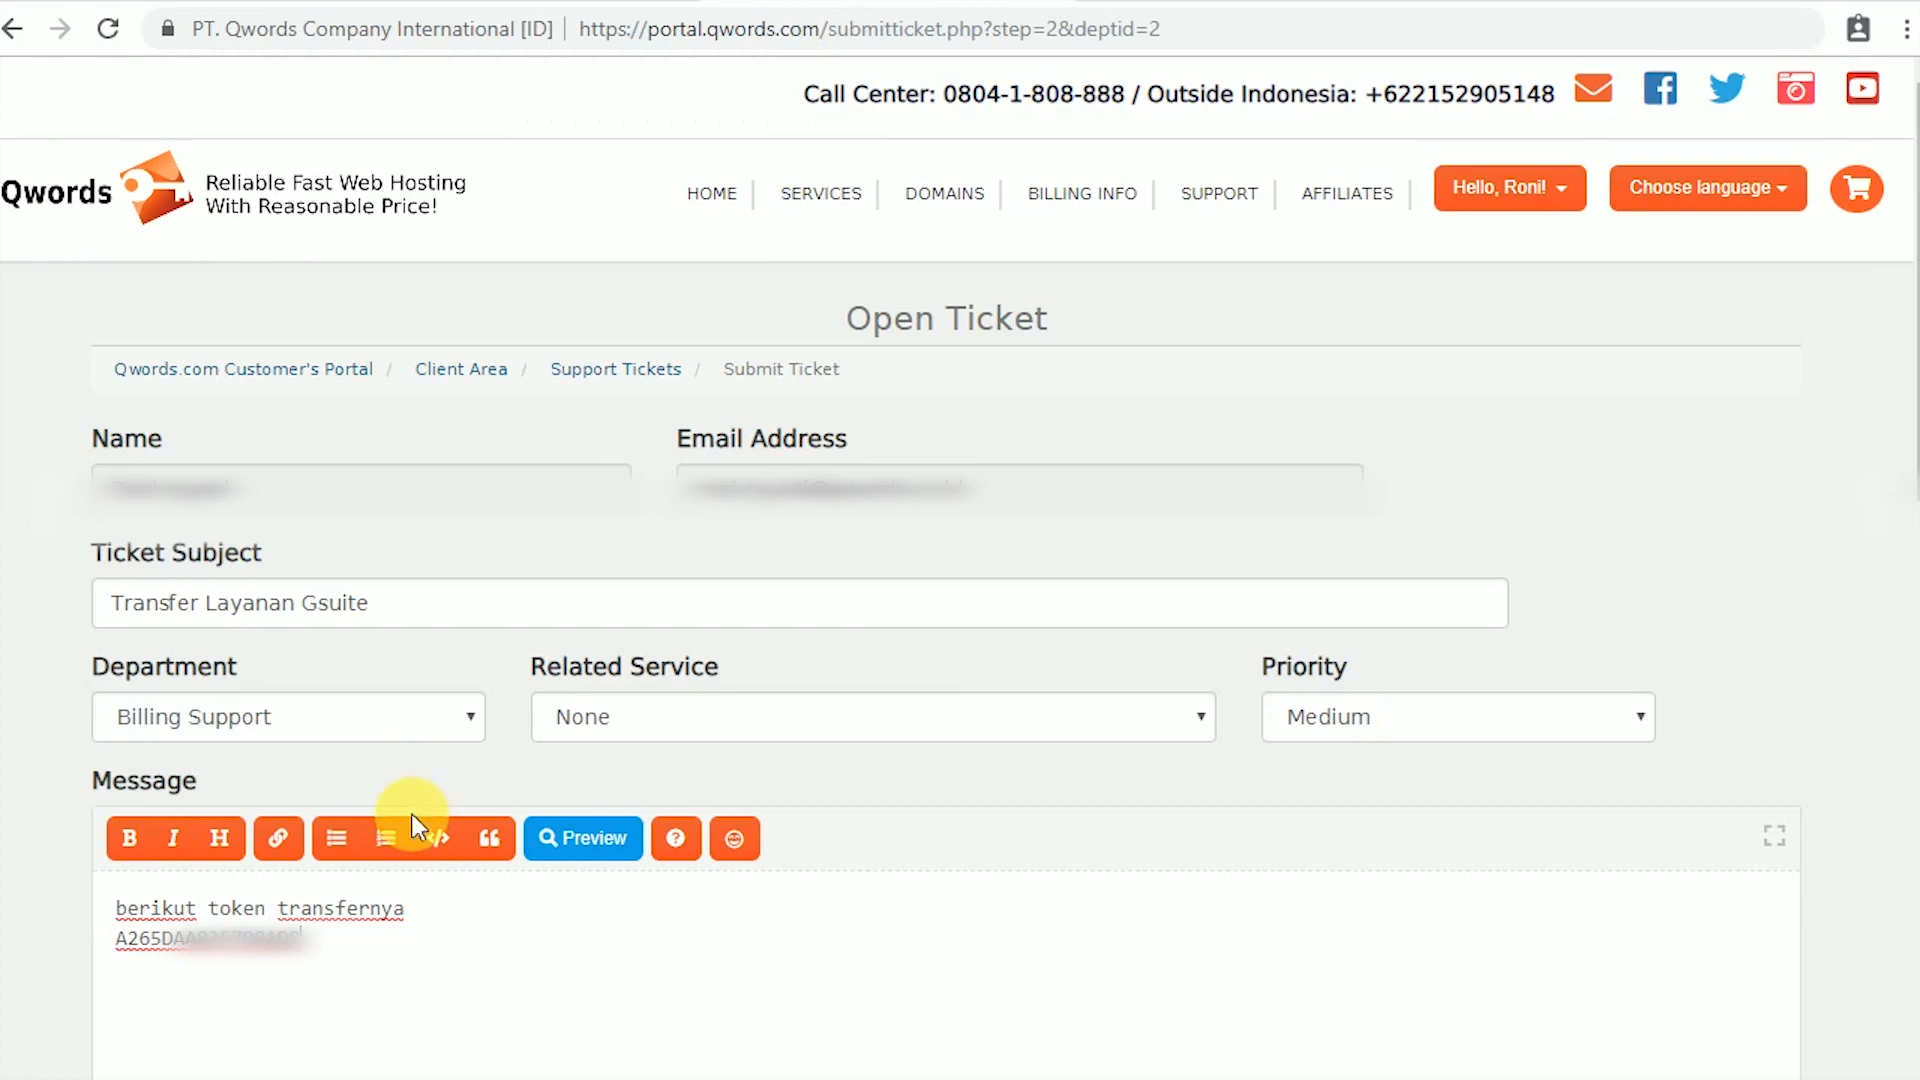 PT. Qwords Company International [ID]
https://portal.qwords.com/submitticket.php?step=2&deptid=2
Call Center: 0804-1-808-888 / Outside Indonesia: +622152905148
Qwords
Reliable Fast Web Hosting
With Reasonable Price!
HOME
SERVICES
DOMAINS
BILLING INFO
SUPPORT
AFFILIATES
Hello, Roni!
Choose language
Open Ticket
Qwords.com Customer's Portal / Client Area / Support Tickets / Submit Ticket
Name
Email Address
Ticket Subject
Transfer Layanan Gsuite
Department
Related Service
Priority
Billing Support
None
Medium
Message
B I H
Preview
berikut token transfernya